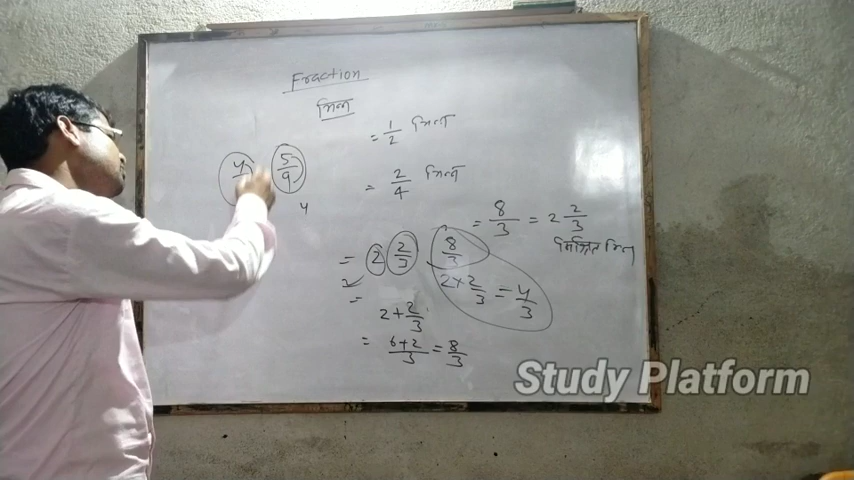 Fraction
भिन्न
= 1/2 भिन्न
4 5/9
= 2/4 भिन्न
4
= 8/3 = 2 2/3
मिश्रित भिन्न
= 2 2/3 8/3
2 × 2/3 = 4/3
=
2 + 2/3
= 6+2/3 = 8/3
Study Platform